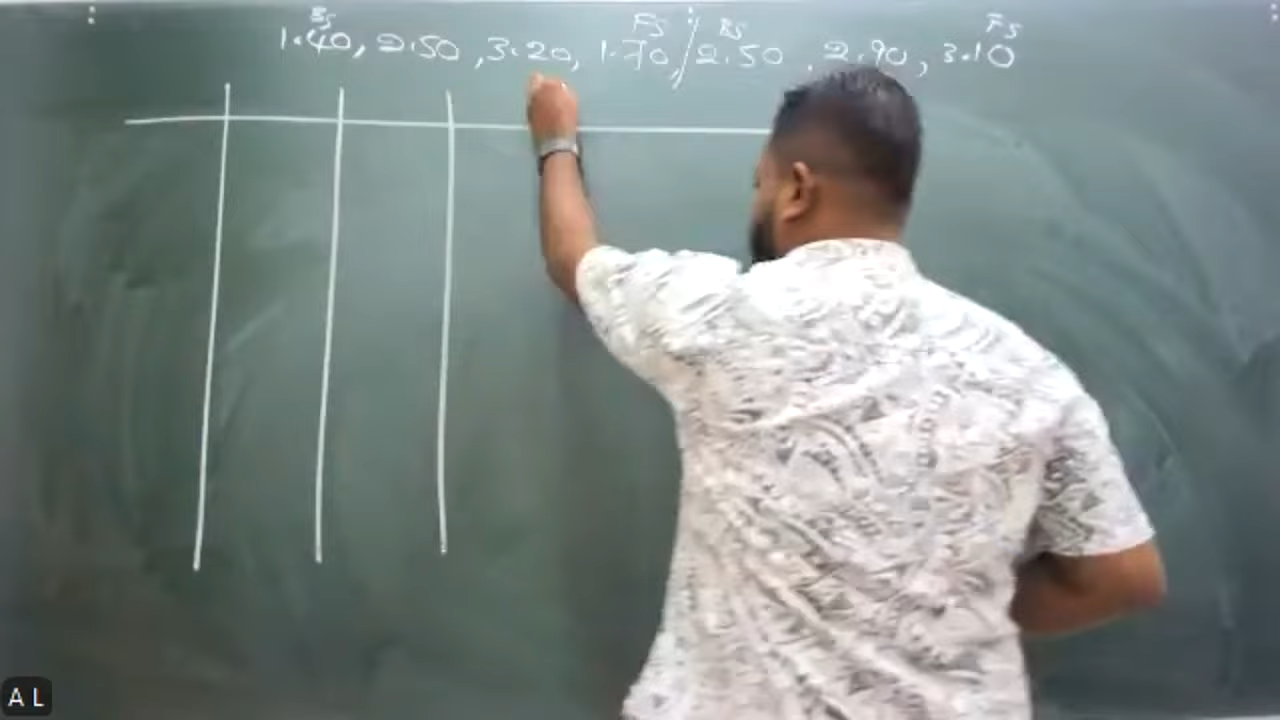 BS FS BS FS
1.40, 2.50, 3.20, 1.70, / 2.50, 2.90, 3.10
A L